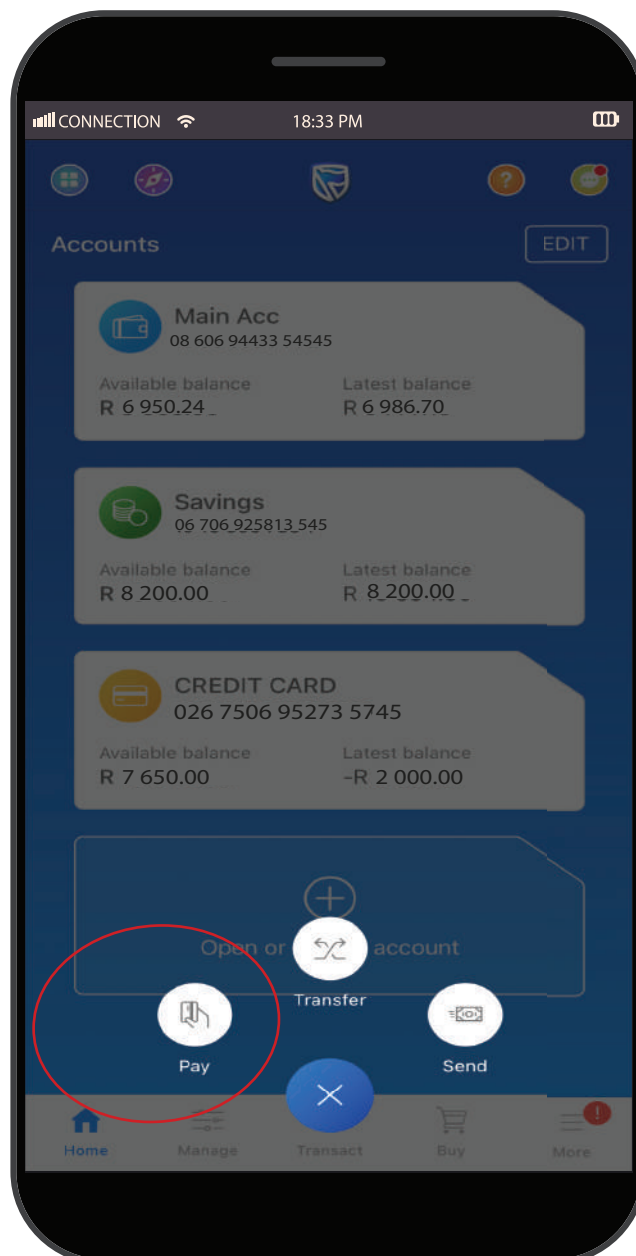 CONNECTION 18:33 PM
Accounts EDIT
Main Acc
08 606 94433 54545
Available balance Latest balance
R 6 950.24 R 6 986.70
Savings
06 706 925813 545
Available balance Latest balance
R 8 200.00 R 8 200.00
CREDIT CARD
026 7506 95273 5745
Available balance Latest balance
R 7 650.00 -R 2 000.00
Open or account
Transfer
Pay Send
Home Manage Transact Buy More